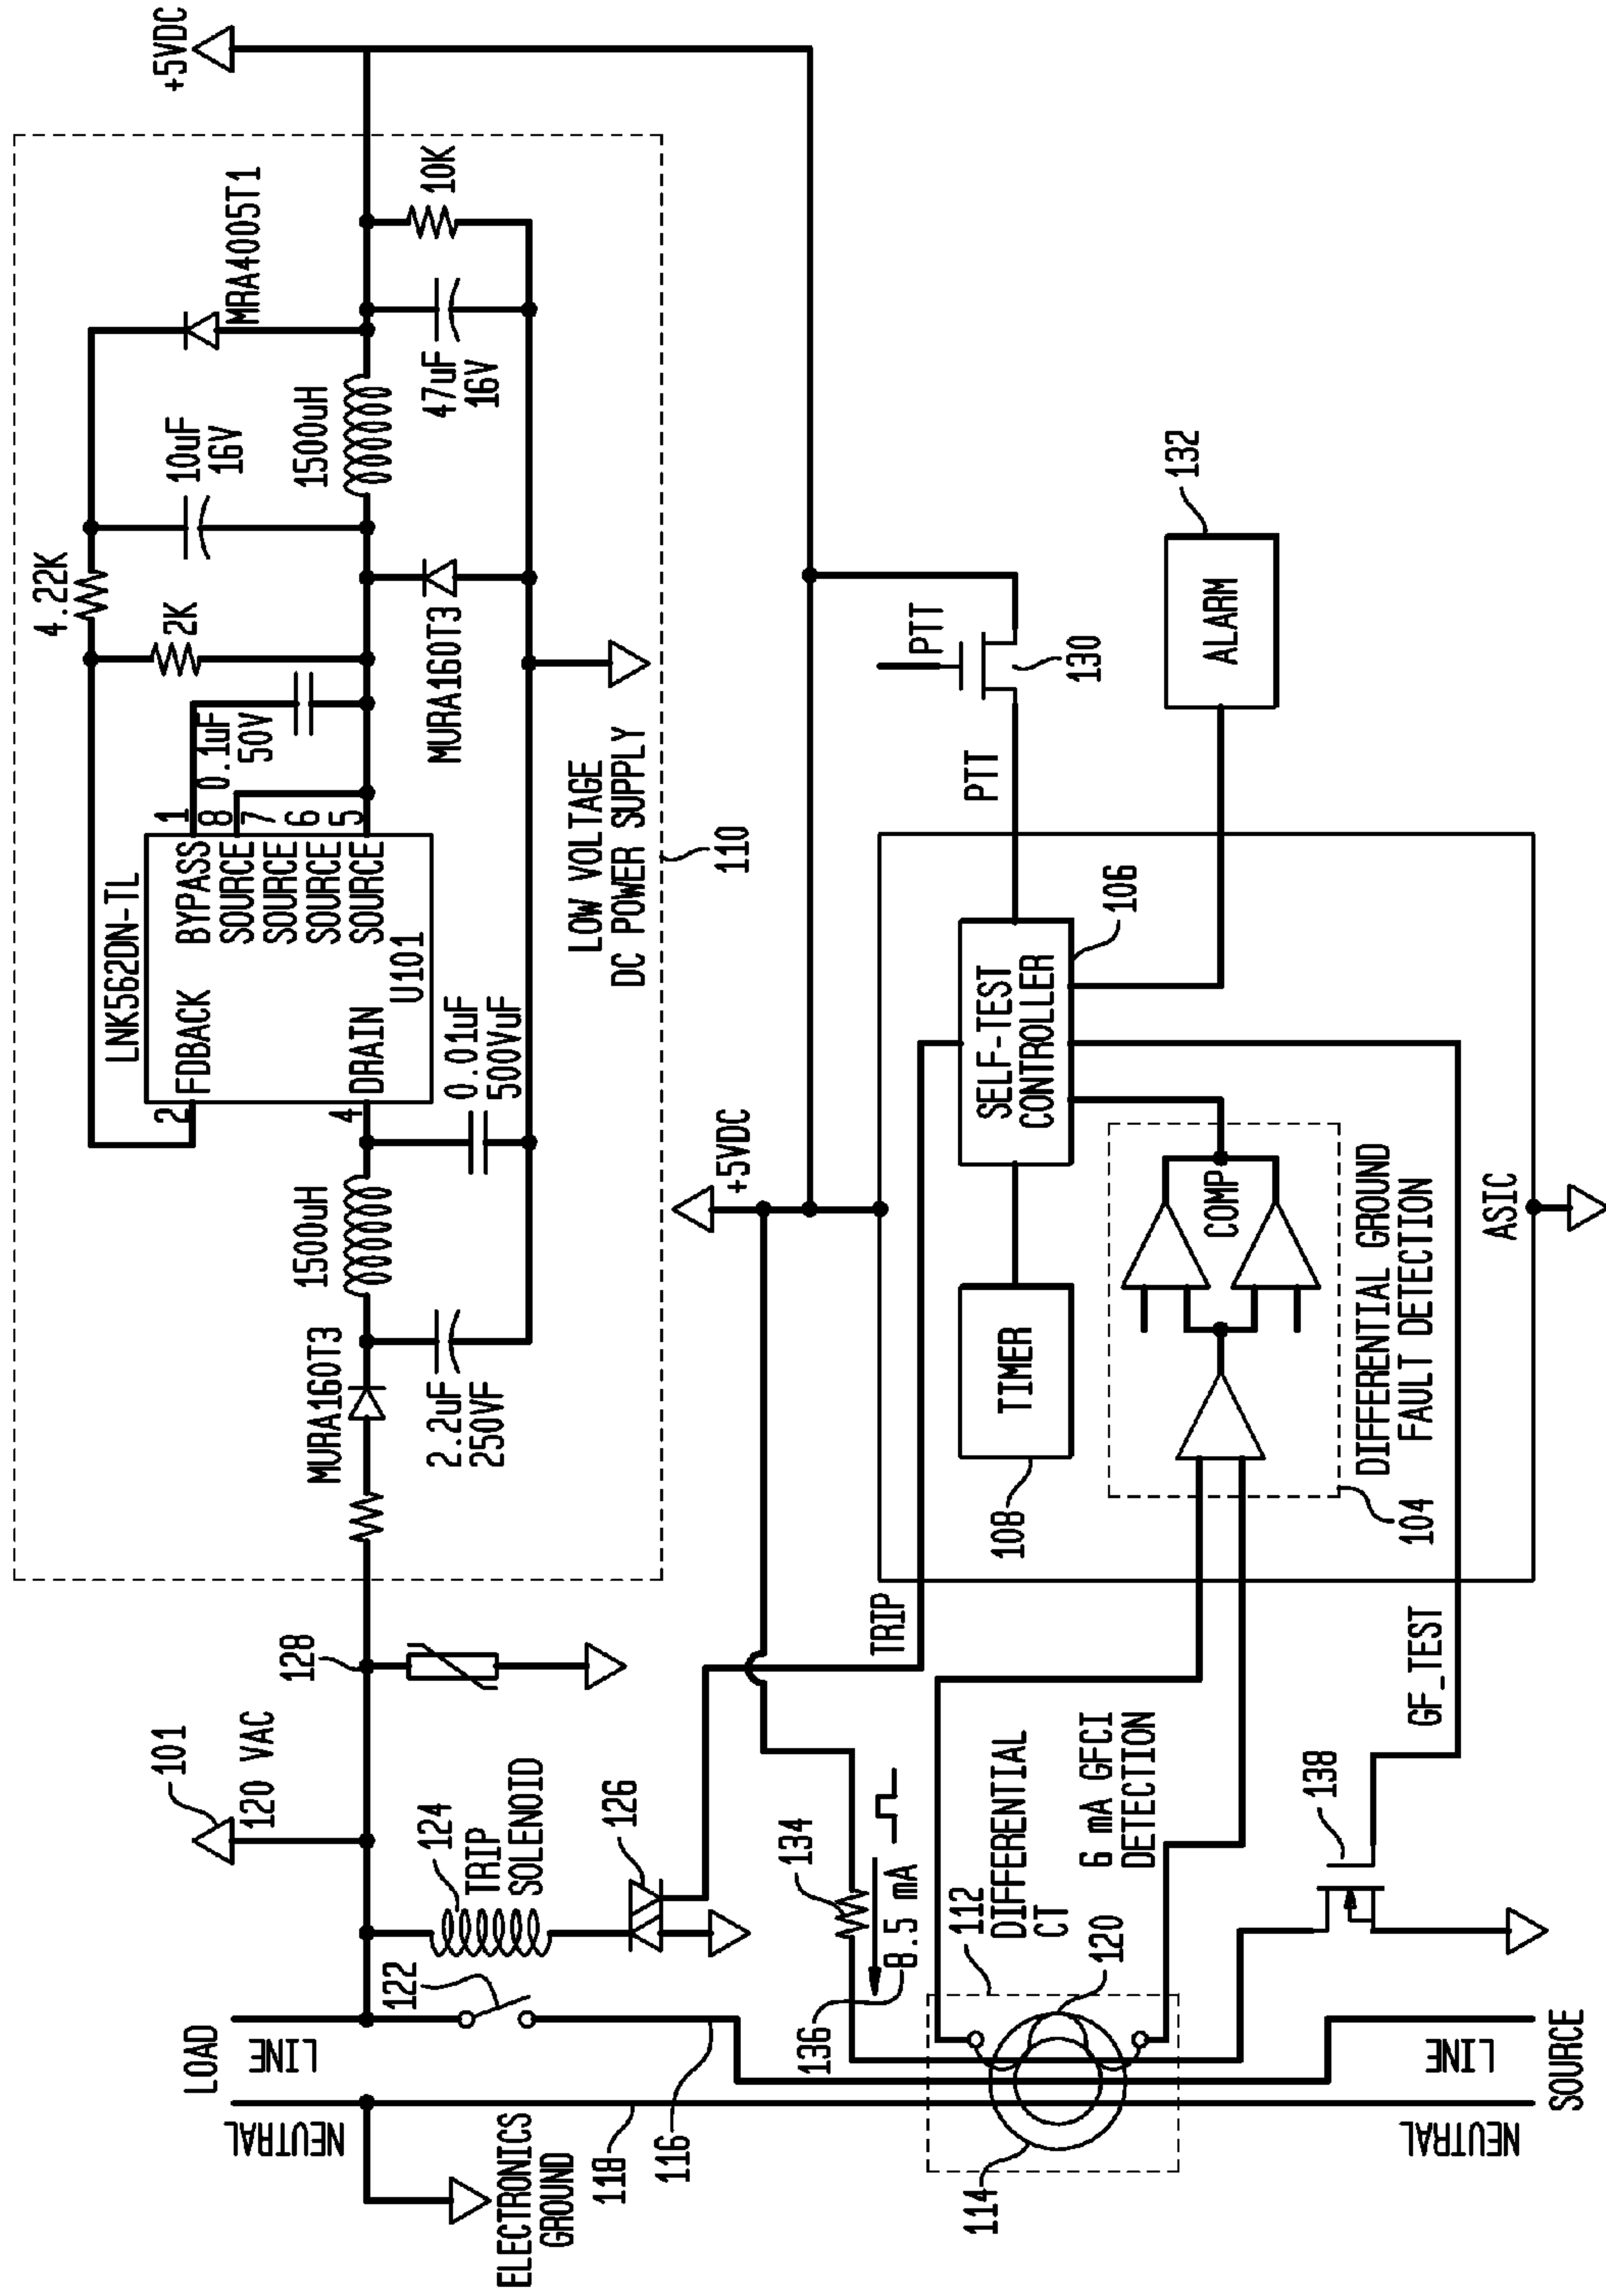 +5VDC
MRA4005T1
10K
47uF
16V
1500uH
10uF
16V
4.22K
2K
0.1uF
50V
MURA160T3
LNK562DN-TL
1
8
7
6
5
BYPASS
SOURCE
SOURCE
SOURCE
SOURCE
U101
FDBACK
DRAIN
2
4
0.01uF
500VuF
1500uH
MURA160T3
2.2uF
250VF
LOW VOLTAGE
DC POWER SUPPLY
110
128
101
120 VAC
124
TRIP
SOLENOID
126
122
LOAD
LINE
NEUTRAL
ELECTRONICS
GROUND
118
116
+5VDC
PTT
PTT
130
132
ALARM
106
SELF-TEST
CONTROLLER
TIMER
108
COMP
DIFFERENTIAL GROUND
FAULT DETECTION
104
ASIC
TRIP
GF_TEST
134
8.5 mA
136
112
DIFFERENTIAL
CT
6 mA GFCI
DETECTION
120
114
138
LINE
NEUTRAL
SOURCE